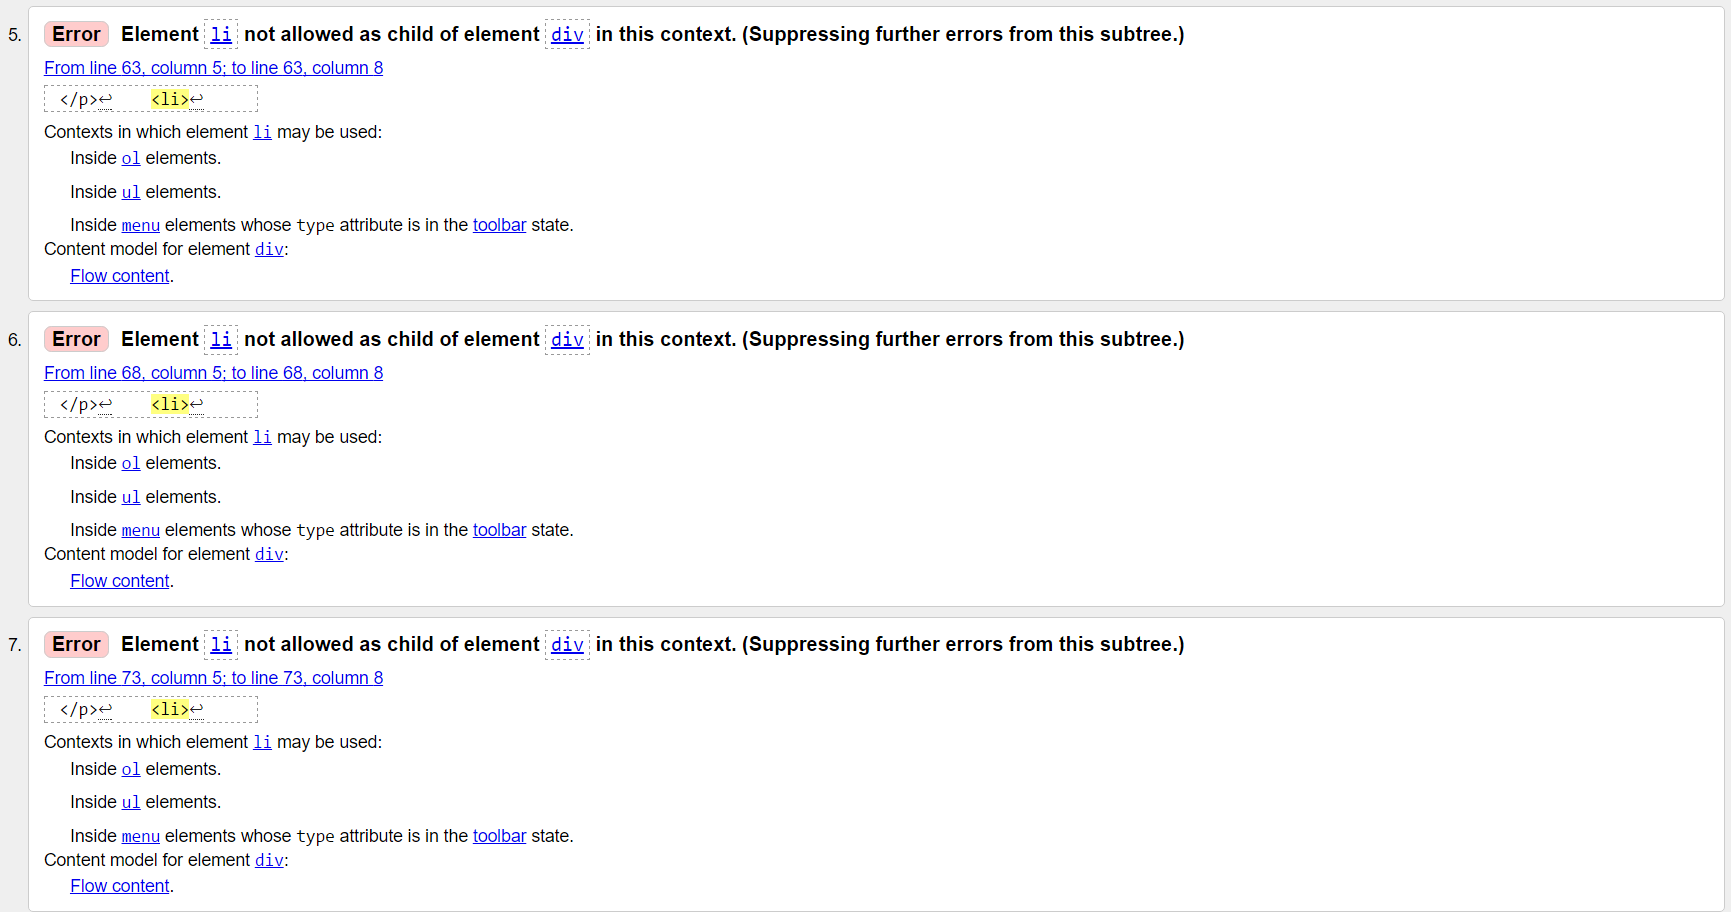 5. Error Element li not allowed as child of element div in this context. (Suppressing further errors from this subtree.)
From line 63, column 5; to line 63, column 8
</p>↩ <li>↩
Contexts in which element li may be used:
Inside ol elements.
Inside ul elements.
Inside menu elements whose type attribute is in the toolbar state.
Content model for element div:
Flow content.
6. Error Element li not allowed as child of element div in this context. (Suppressing further errors from this subtree.)
From line 68, column 5; to line 68, column 8
</p>↩ <li>↩
Contexts in which element li may be used:
Inside ol elements.
Inside ul elements.
Inside menu elements whose type attribute is in the toolbar state.
Content model for element div:
Flow content.
7. Error Element li not allowed as child of element div in this context. (Suppressing further errors from this subtree.)
From line 73, column 5; to line 73, column 8
</p>↩ <li>↩
Contexts in which element li may be used:
Inside ol elements.
Inside ul elements.
Inside menu elements whose type attribute is in the toolbar state.
Content model for element div:
Flow content.